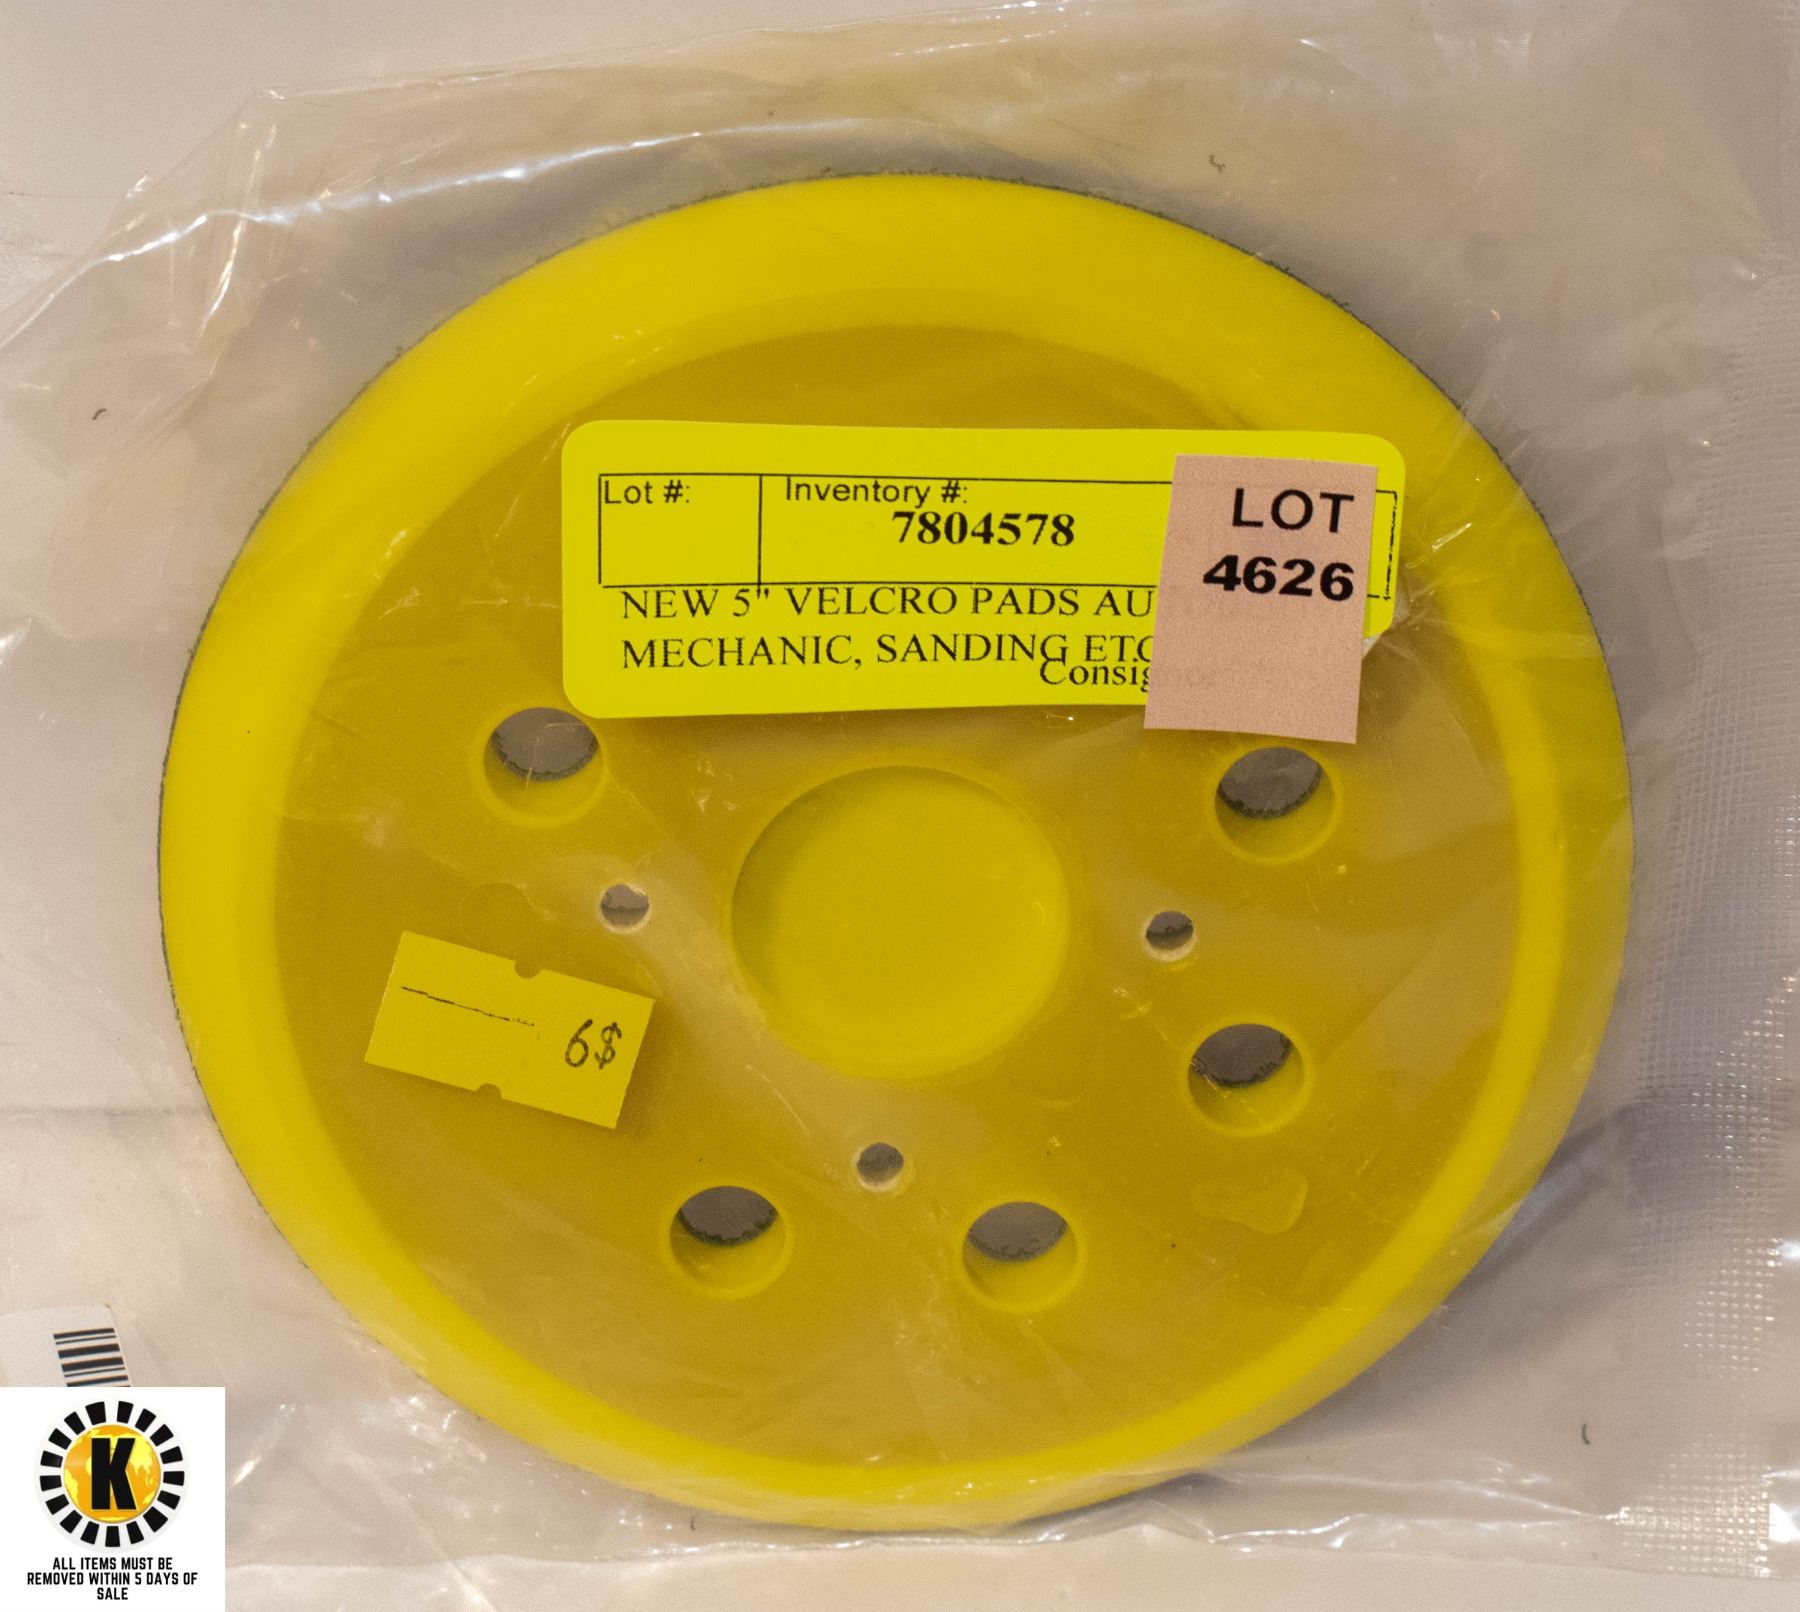 Lot #:
Inventory #:
7804578
LOT
4626
NEW 5" VELCRO PADS AU
MECHANIC, SANDING ETC
Consig
6$
K
ALL ITEMS MUST BE
REMOVED WITHIN 5 DAYS OF
SALE